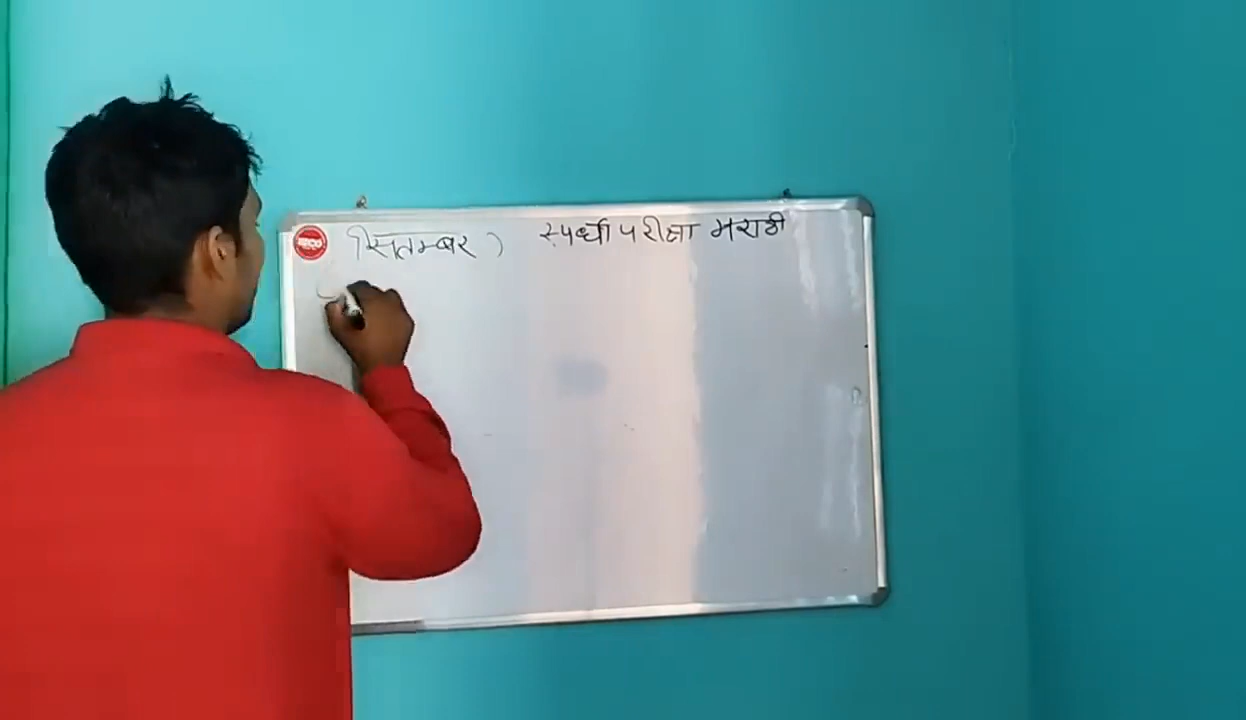 सितम्बर ) स्पर्धा परीक्षा मराठी